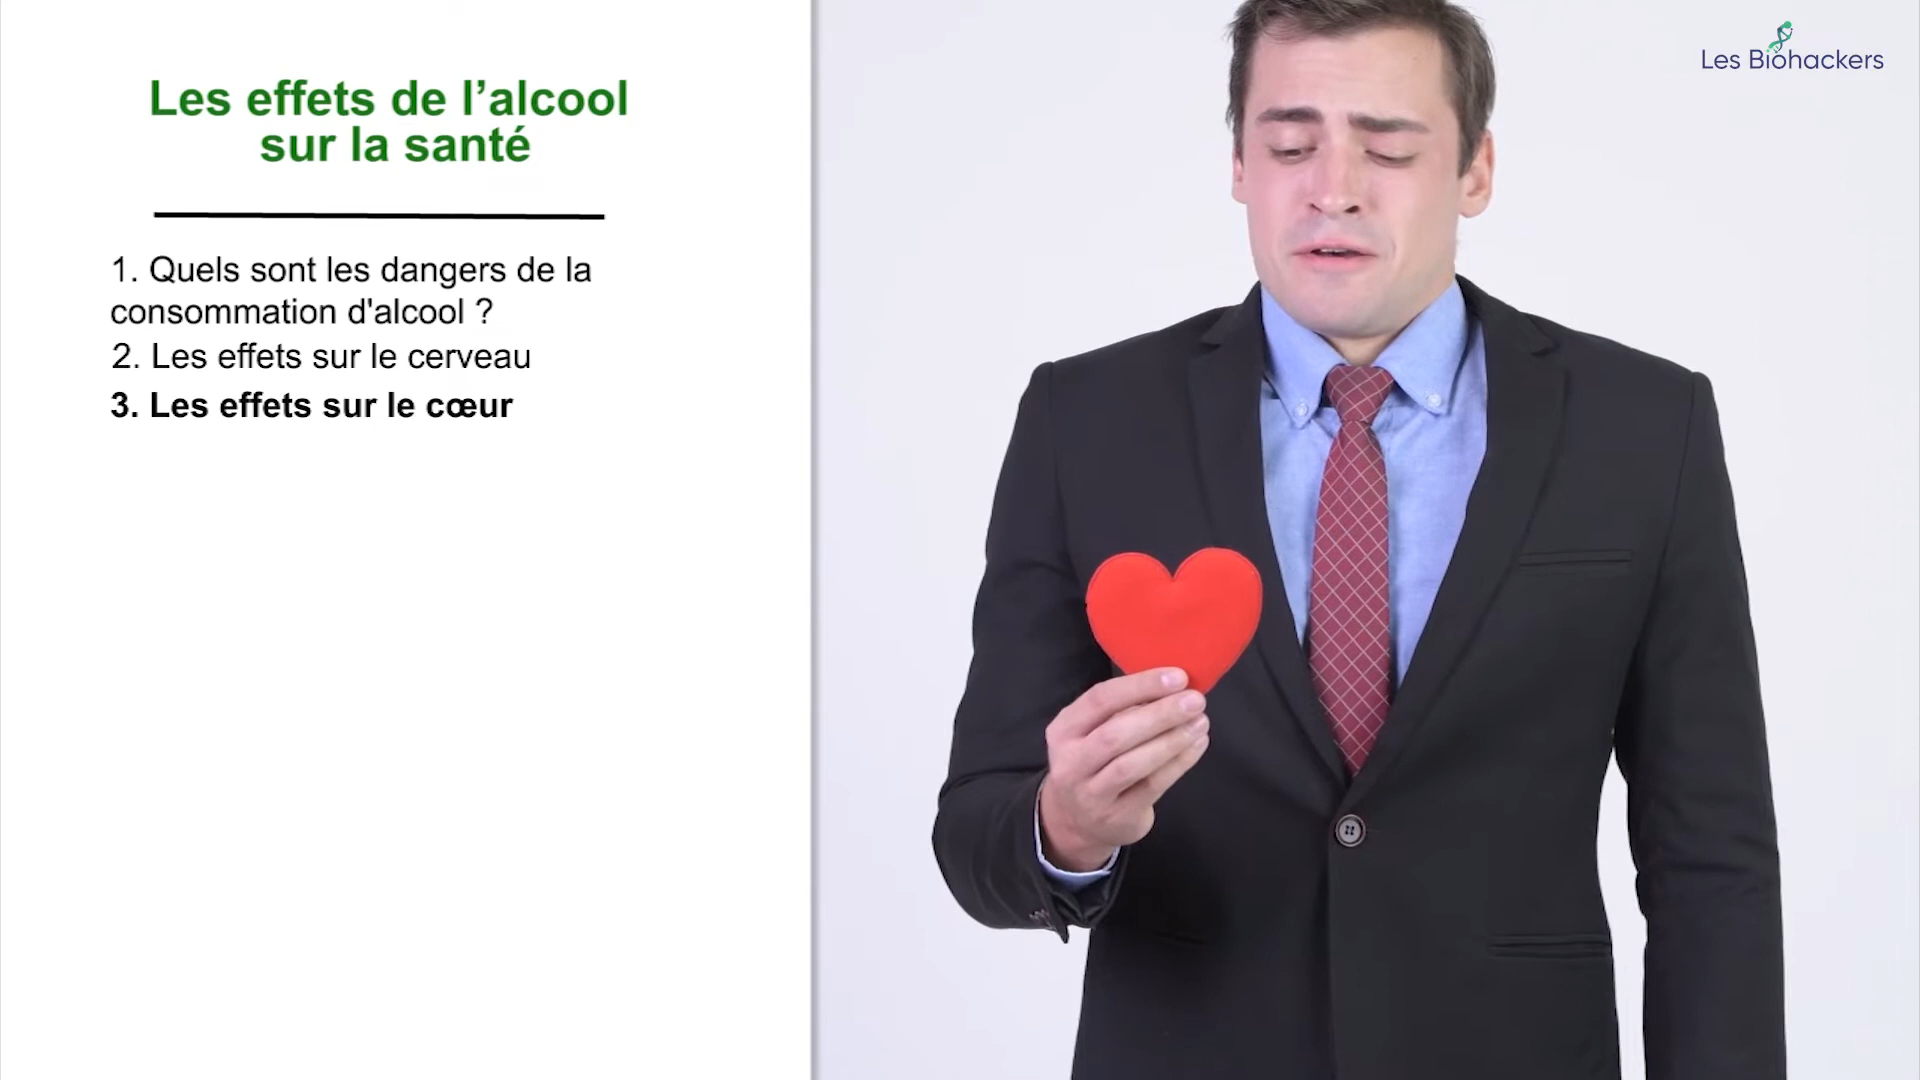 Les effets de l’alcool
sur la santé
1. Quels sont les dangers de la
consommation d'alcool ?
2. Les effets sur le cerveau
3. Les effets sur le cœur
Les Biohackers